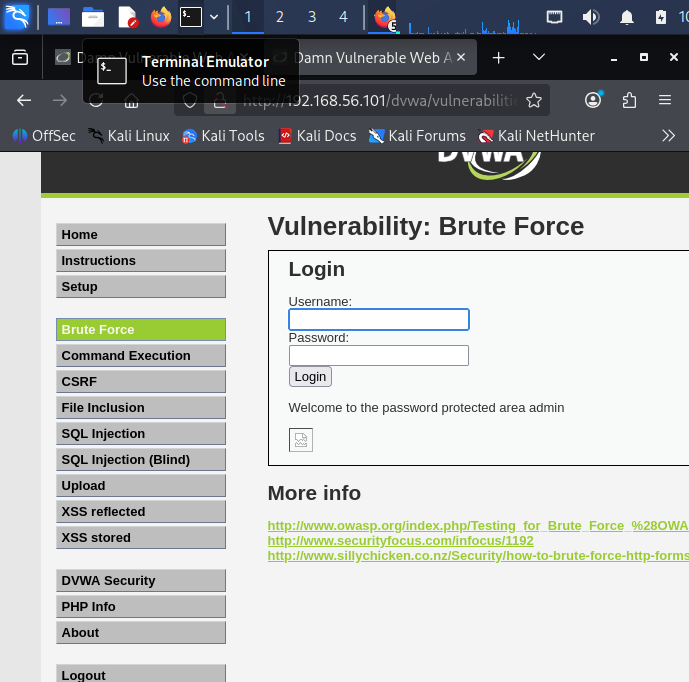 1 2 3 4 5
Damn Vulnerable Web A
Terminal Emulator
Use the command line
http://192.168.56.101/dvwa/vulnerabilitie
OffSec Kali Linux Kali Tools Kali Docs Kali Forums Kali NetHunter
DVWA
Home
Instructions
Setup
Brute Force
Command Execution
CSRF
File Inclusion
SQL Injection
SQL Injection (Blind)
Upload
XSS reflected
XSS stored
DVWA Security
PHP Info
About
Logout
Vulnerability: Brute Force
Login
Username:
Password:
Login
Welcome to the password protected area admin
More info
http://www.owasp.org/index.php/Testing_for_Brute_Force_%28OWA
http://www.securityfocus.com/infocus/1192
http://www.sillychicken.co.nz/Security/how-to-brute-force-http-forms